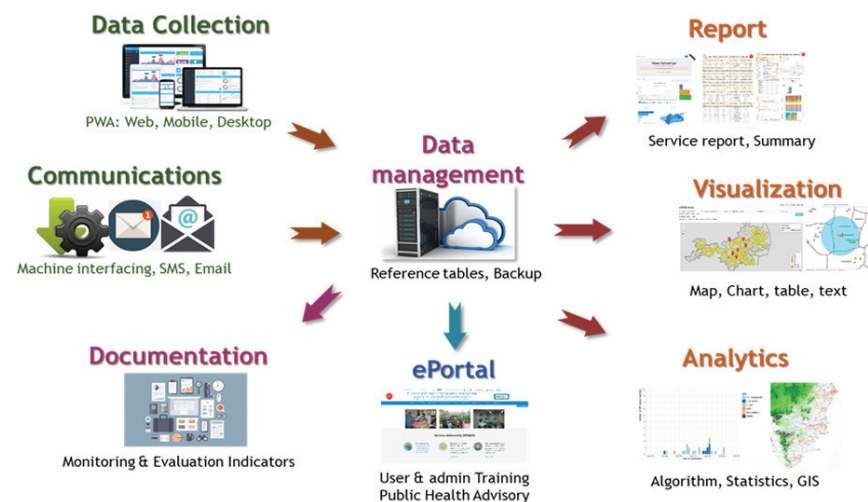 Data Collection
PWA: Web, Mobile, Desktop
Communications
1
@
Machine interfacing, SMS, Email
Data
management
Reference tables, Backup
Report
Service report, Summary
Visualization
Map, Chart, table, text
Documentation
Monitoring & Evaluation Indicators
ePortal
User & admin Training
Public Health Advisory
Analytics
Algorithm, Statistics, GIS